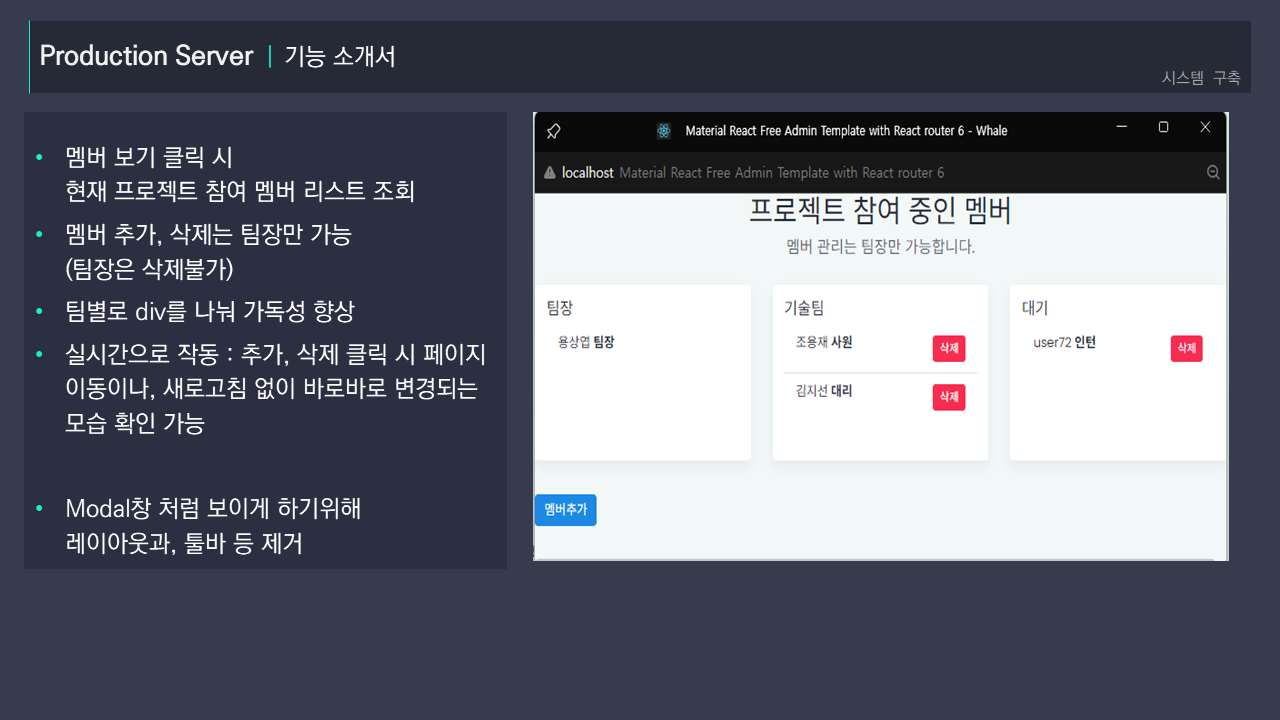 Production Server | 기능 소개서
시스템 구축
• 멤버 보기 클릭 시
현재 프로젝트 참여 멤버 리스트 조회
• 멤버 추가, 삭제는 팀장만 가능
(팀장은 삭제불가)
• 팀별로 div를 나눠 가독성 향상
• 실시간으로 작동 : 추가, 삭제 클릭 시 페이지
이동이나, 새로고침 없이 바로바로 변경되는
모습 확인 가능
• Modal창 처럼 보이게 하기위해
레이아웃과, 툴바 등 제거
Material React Free Admin Template with React router 6 - Whale
localhost Material React Free Admin Template with React router 6
프로젝트 참여 중인 멤버
멤버 관리는 팀장만 가능합니다.
팀장
용상엽 팀장
기술팀
조용재 사원 삭제
김지선 대리 삭제
대기
user72 인턴 삭제
멤버추가